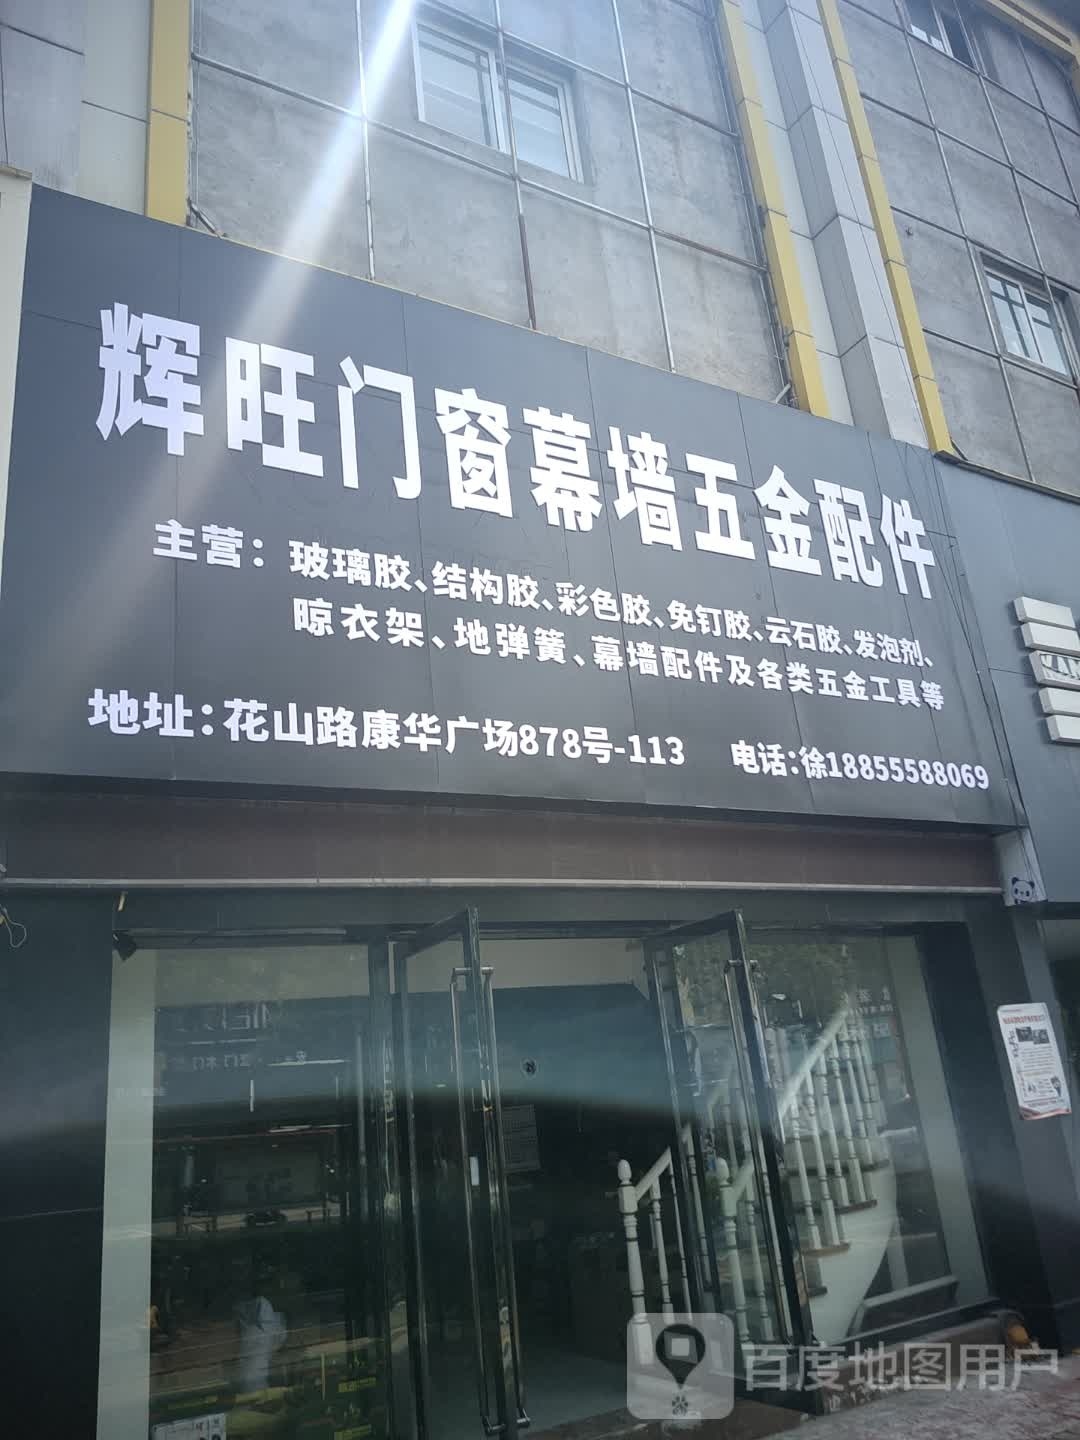 辉旺门窗幕墙五金配件
主营：玻璃胶、结构胶、彩色胶、免钉胶、云石胶、发泡剂、
晾衣架、地弹簧、幕墙配件及各类五金工具等
地址：花山路康华广场878号-113 电话：徐18855588069
百度地图用户